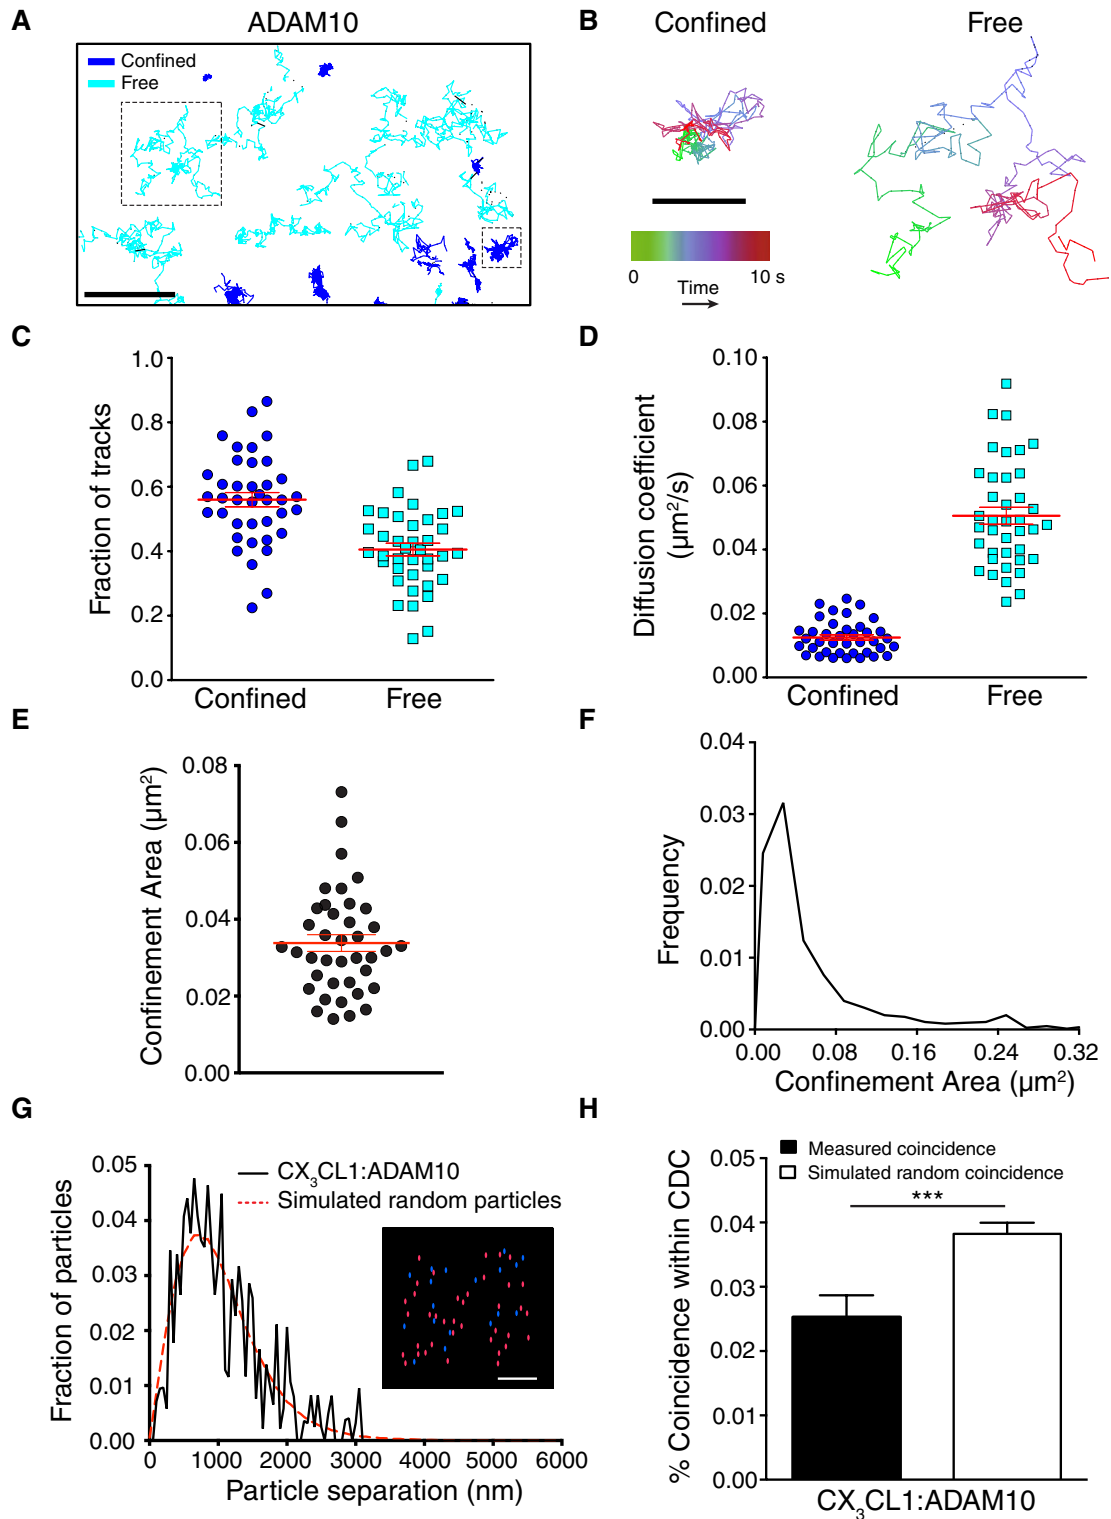 A
ADAM10
Confined
Free
B
Confined
Free
0
10 s
Time
C
Fraction of tracks
1.0
0.8
0.6
0.4
0.2
0.0
Confined
Free
D
Diffusion coefficient
(µm²/s)
0.10
0.08
0.06
0.04
0.02
0.00
Confined
Free
E
Confinement Area (µm²)
0.08
0.06
0.04
0.02
0.00
F
Frequency
0.04
0.03
0.02
0.01
0.00
0.00
0.08
0.16
0.24
0.32
Confinement Area (µm²)
G
Fraction of particles
0.05
0.04
0.03
0.02
0.01
0.00
CX₃CL1:ADAM10
Simulated random particles
0
1000
2000
3000
4000
5000
6000
Particle separation (nm)
H
% Coincidence within CDC
0.05
0.04
0.03
0.02
0.01
0.00
Measured coincidence
Simulated random coincidence
***
CX₃CL1:ADAM10